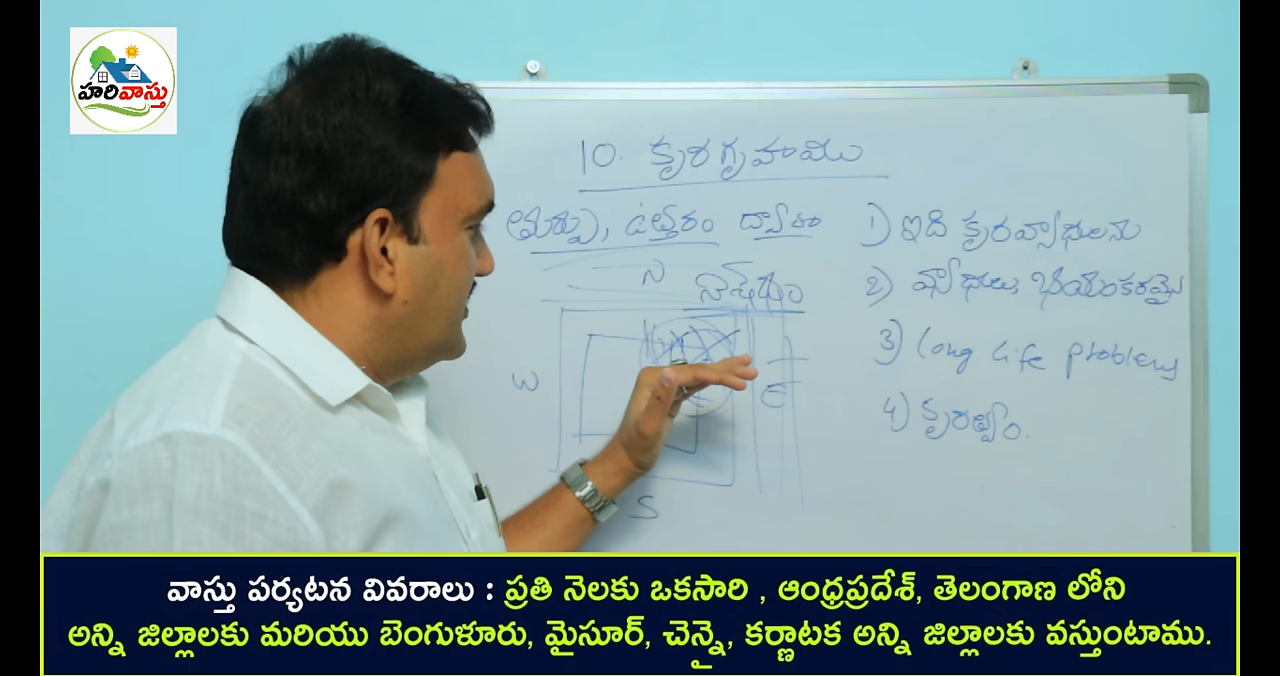 హరివాస్తు
10. కృరగృహము
తూర్పు, ఉత్తరం ద్వారా
N
W
E
S
1) ఇది కృరవ్యాధులను
2) వ్యాధులు, భయంకరమై
3) Long Life problems
4) కృరత్వం.
వాస్తు పర్యటన వివరాలు : ప్రతి నెలకు ఒకసారి , ఆంధ్రప్రదేశ్, తెలంగాణ లోని
అన్ని జిల్లాలకు మరియు బెంగుళూరు, మైసూర్, చెన్నై, కర్ణాటక అన్ని జిల్లాలకు వస్తుంటాము.